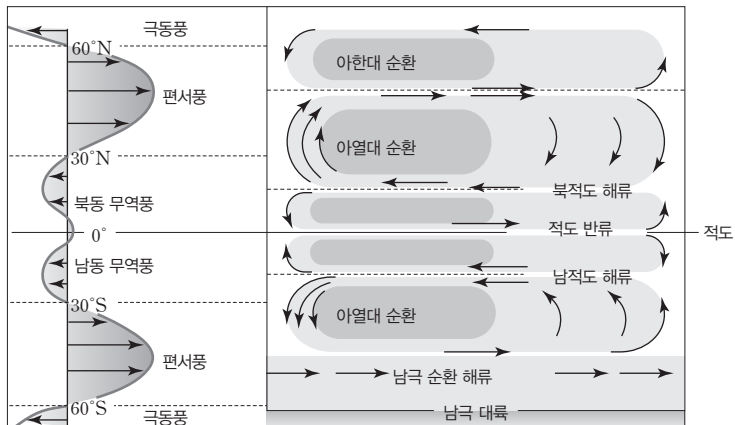 극동풍
60°N
편서풍
30°N
북동 무역풍
0°
남동 무역풍
30°S
편서풍
60°S
극동풍
아한대 순환
아열대 순환
북적도 해류
적도 반류
적도
남적도 해류
아열대 순환
남극 순환 해류
남극 대륙